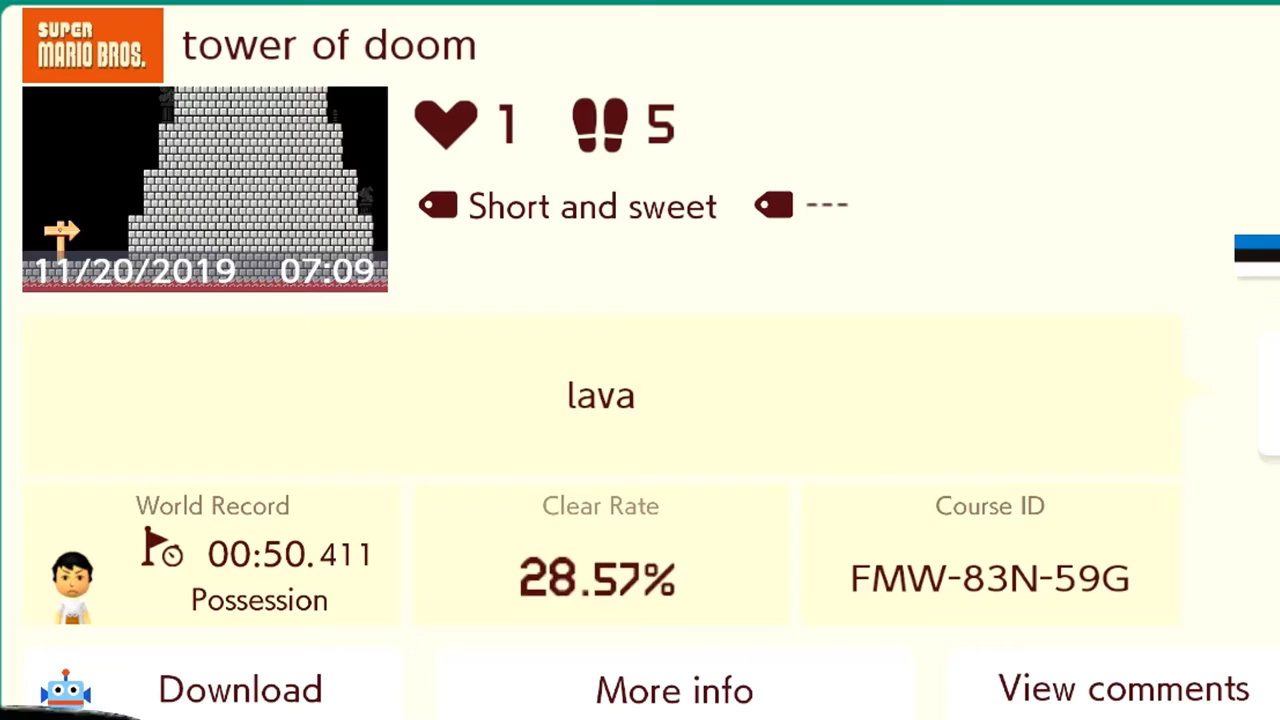 SUPER
MARIO BROS.
tower of doom
1 5
Short and sweet ---
11/20/2019 07:09
lava
World Record
00:50.411
Possession
Clear Rate
28.57%
Course ID
FMW-83N-59G
Download
More info
View comments